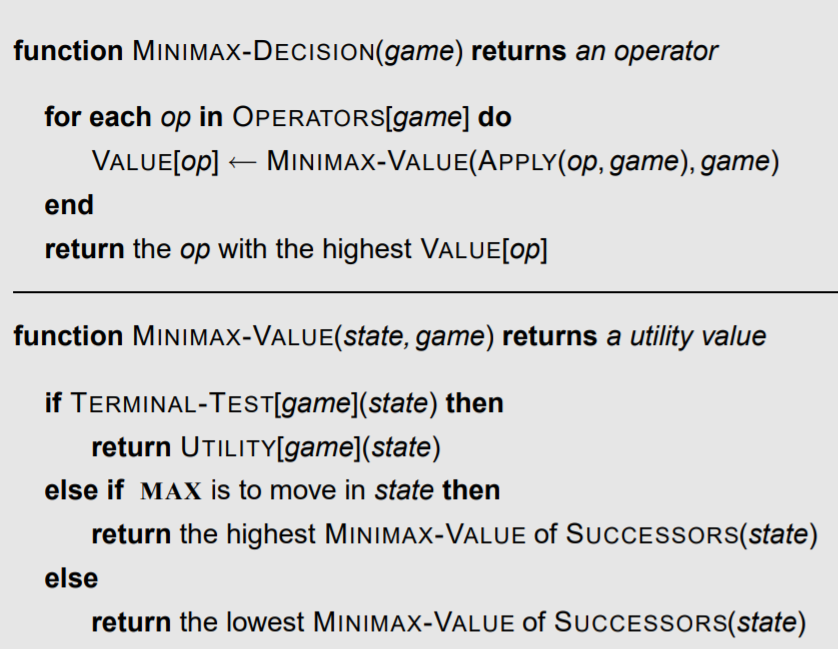 function MINIMAX-DECISION(game) returns an operator
for each op in OPERATORS[game] do
VALUE[op] ← MINIMAX-VALUE(APPLY(op, game), game)
end
return the op with the highest VALUE[op]
function MINIMAX-VALUE(state, game) returns a utility value
if TERMINAL-TEST[game](state) then
return UTILITY[game](state)
else if MAX is to move in state then
return the highest MINIMAX-VALUE of SUCCESSORS(state)
else
return the lowest MINIMAX-VALUE of SUCCESSORS(state)